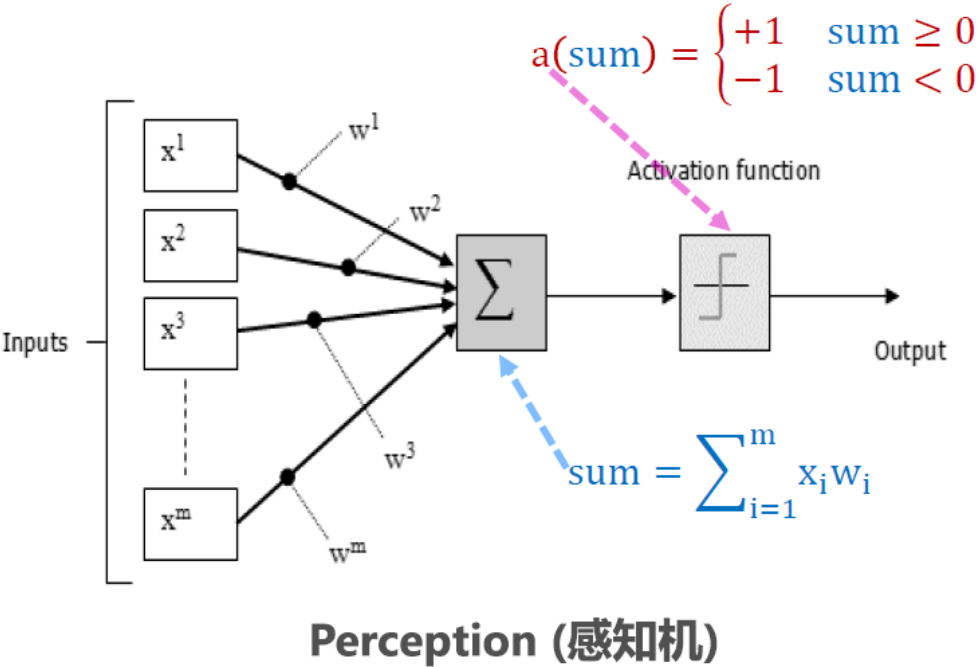 a(sum) = {+1 sum ≥ 0
−1 sum < 0
Activation function
x¹
w¹
x²
w²
x³
w³
xᵐ
wᵐ
∑
Inputs
Output
sum = ∑ᵢ₌₁ᵐ xᵢwᵢ
Perception (感知机)